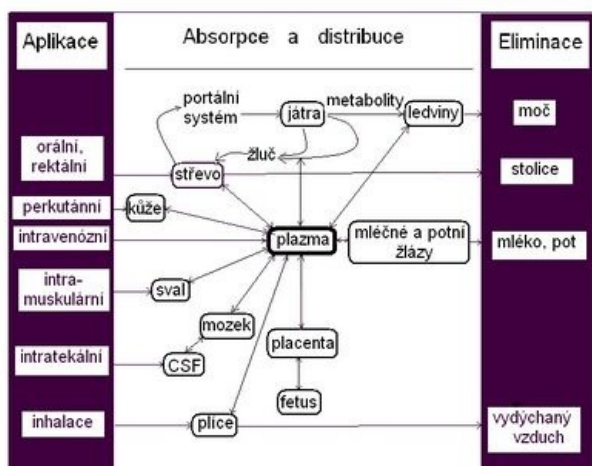 Aplikace
Absorpce a distribuce
Eliminace
portální
systém
játra
metabolity
ledviny
moč
orální,
rektální
žluč
střevo
stolice
perkutánní
kůže
intravenózní
plazma
mléčné a potní
žlázy
mléko, pot
intra-
muskulární
sval
mozek
placenta
intratekální
CSF
fetus
inhalace
plíce
vydýchaný
vzduch